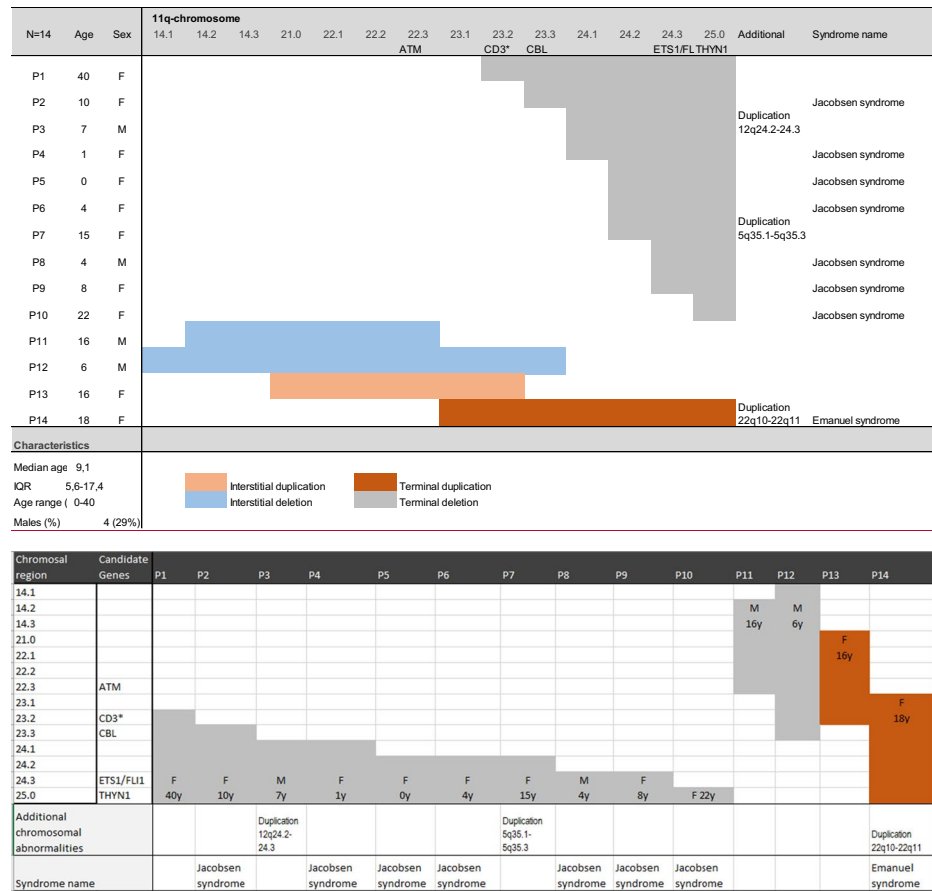 11q-chromosome
N=14 Age Sex 14.1 14.2 14.3 21.0 22.1 22.2 22.3 23.1 23.2 23.3 24.1 24.2 24.3 25.0 Additional Syndrome name
ATM CD3* CBL ETS1/FL THYN1
P1 40 F
P2 10 F Jacobsen syndrome
Duplication
P3 7 M 12q24.2-24.3
P4 1 F Jacobsen syndrome
P5 0 F Jacobsen syndrome
P6 4 F Jacobsen syndrome
Duplication
P7 15 F 5q35.1-5q35.3
P8 4 M Jacobsen syndrome
P9 8 F Jacobsen syndrome
P10 22 F Jacobsen syndrome
P11 16 M
P12 6 M
P13 16 F
Duplication
P14 18 F 22q10-22q11 Emanuel syndrome
Characteristics
Median age 9,1
IQR 5,6-17,4 Interstitial duplication Terminal duplication
Age range ( 0-40 Interstitial deletion Terminal deletion
Males (%) 4 (29%)
Chromosal Candidate
region Genes P1 P2 P3 P4 P5 P6 P7 P8 P9 P10 P11 P12 P13 P14
14.1
14.2 M M
14.3 16y 6y
21.0 F
22.1 16y
22.2
22.3 ATM
23.1 F
23.2 CD3* 18y
23.3 CBL
24.1
24.2
24.3 ETS1/FLI1 F F M F F F F M F
25.0 THYN1 40y 10y 7y 1y 0y 4y 15y 4y 8y F 22y
Additional Duplication Duplication
chromosomal 12q24.2- 5q35.1- Duplication
abnormalities 24.3 5q35.3 22q10-22q11
Jacobsen Jacobsen Jacobsen Jacobsen Jacobsen Jacobsen Jacobsen Emanuel
Syndrome name syndrome syndrome syndrome syndrome syndrome syndrome syndrome syndrome